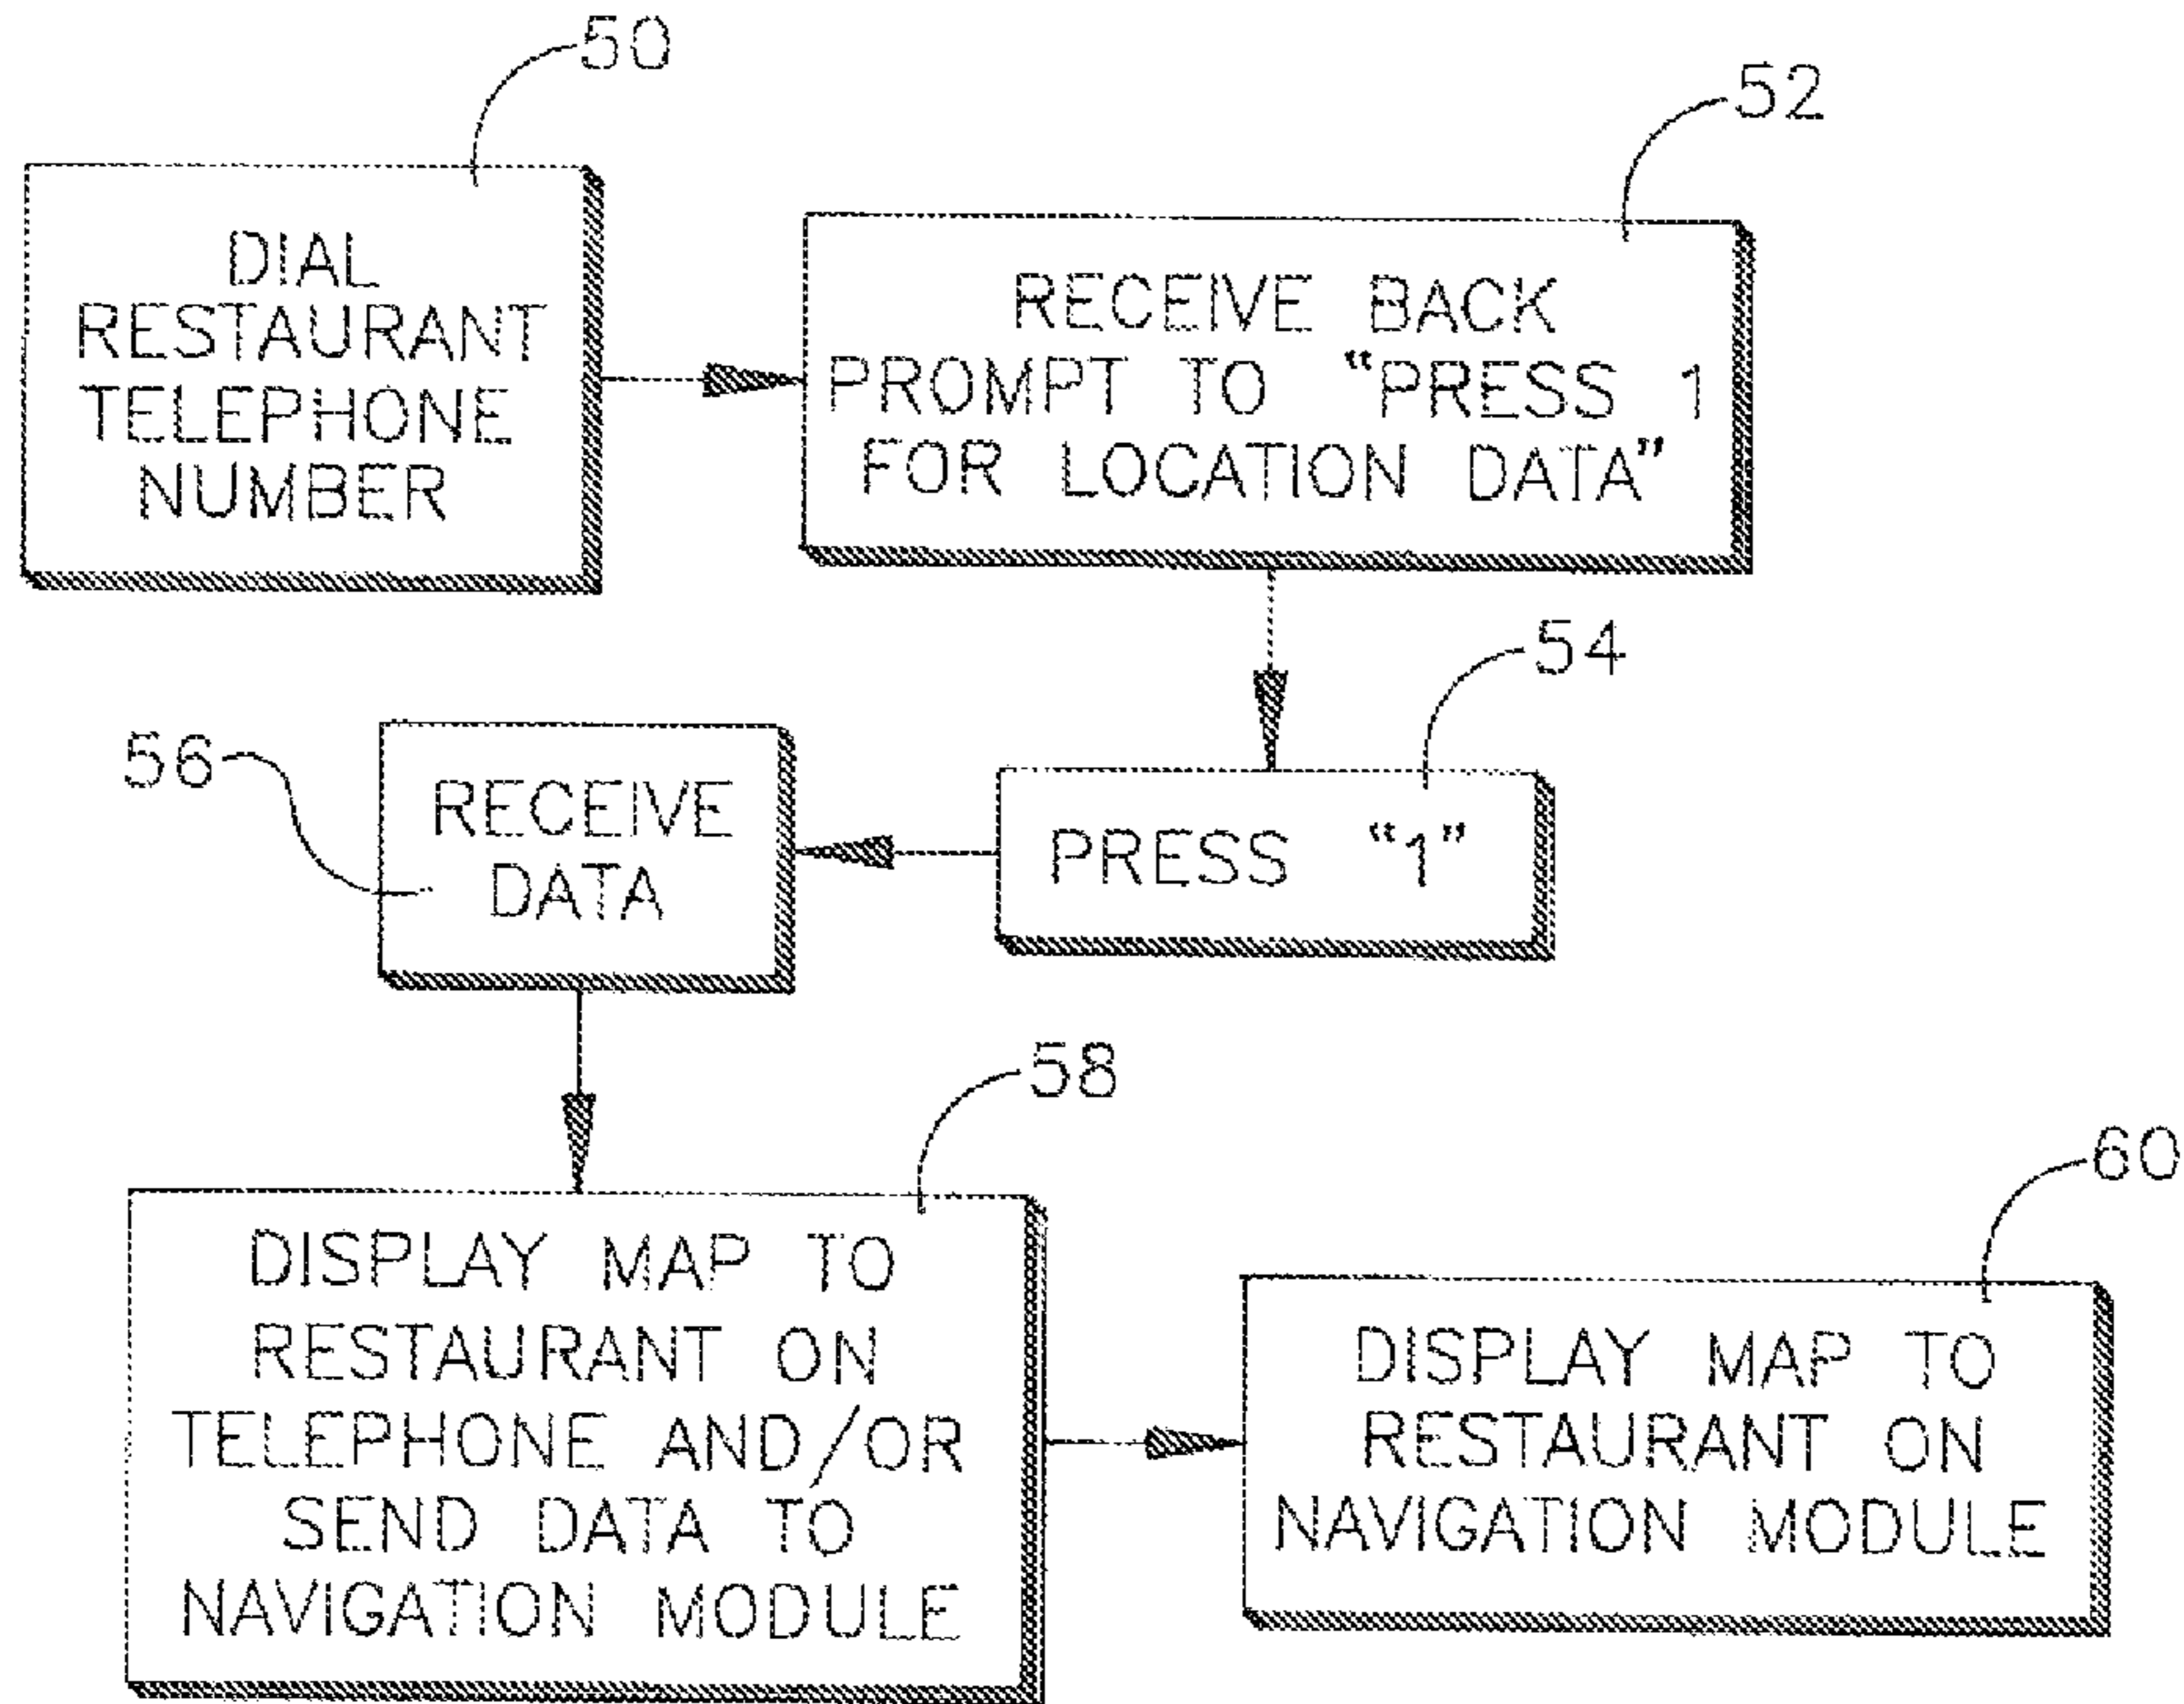 50
DIAL
RESTAURANT
TELEPHONE
NUMBER
52
RECEIVE BACK
PROMPT TO “PRESS 1
FOR LOCATION DATA”
54
PRESS “1”
56
RECEIVE
DATA
58
DISPLAY MAP TO
RESTAURANT ON
TELEPHONE AND/OR
SEND DATA TO
NAVIGATION MODULE
60
DISPLAY MAP TO
RESTAURANT ON
NAVIGATION MODULE